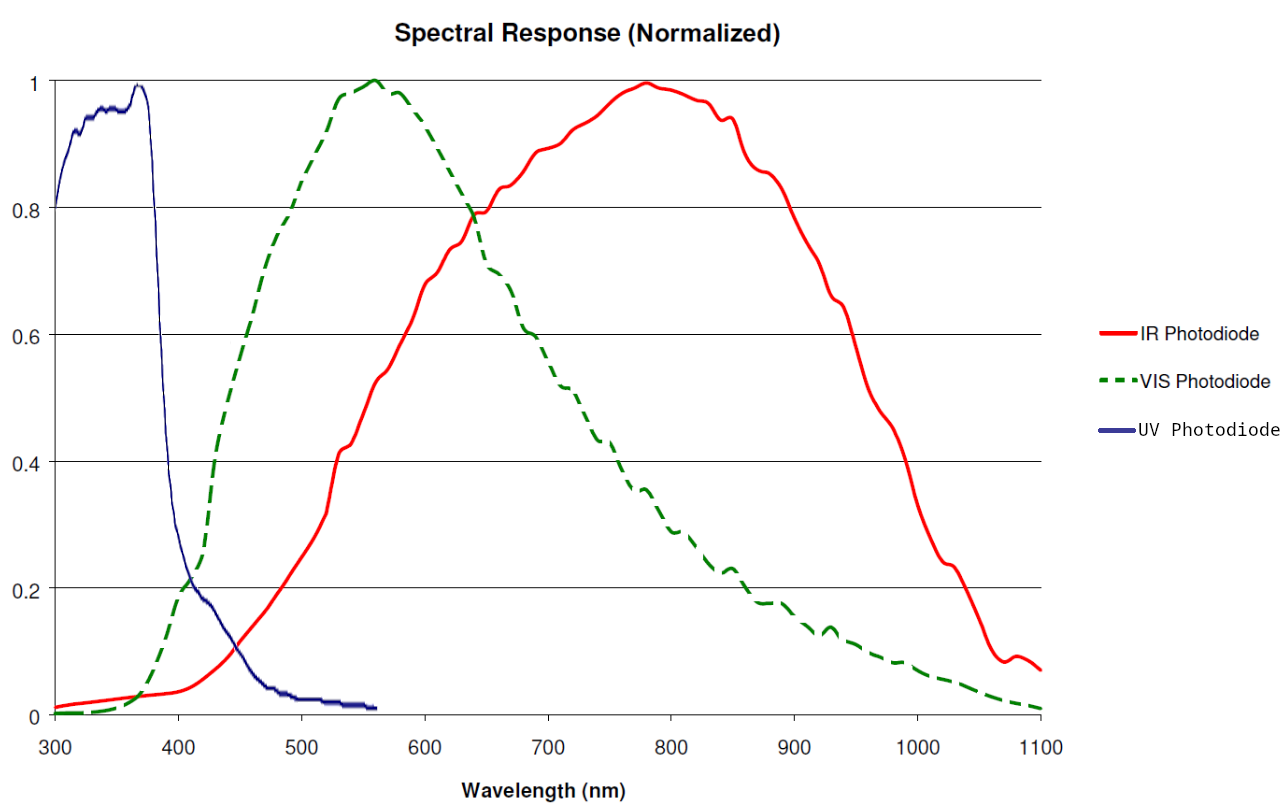 Spectral Response (Normalized)
1
0.8
0.6
0.4
0.2
0
300 400 500 600 700 800 900 1000 1100
Wavelength (nm)
IR Photodiode
VIS Photodiode
UV Photodiode